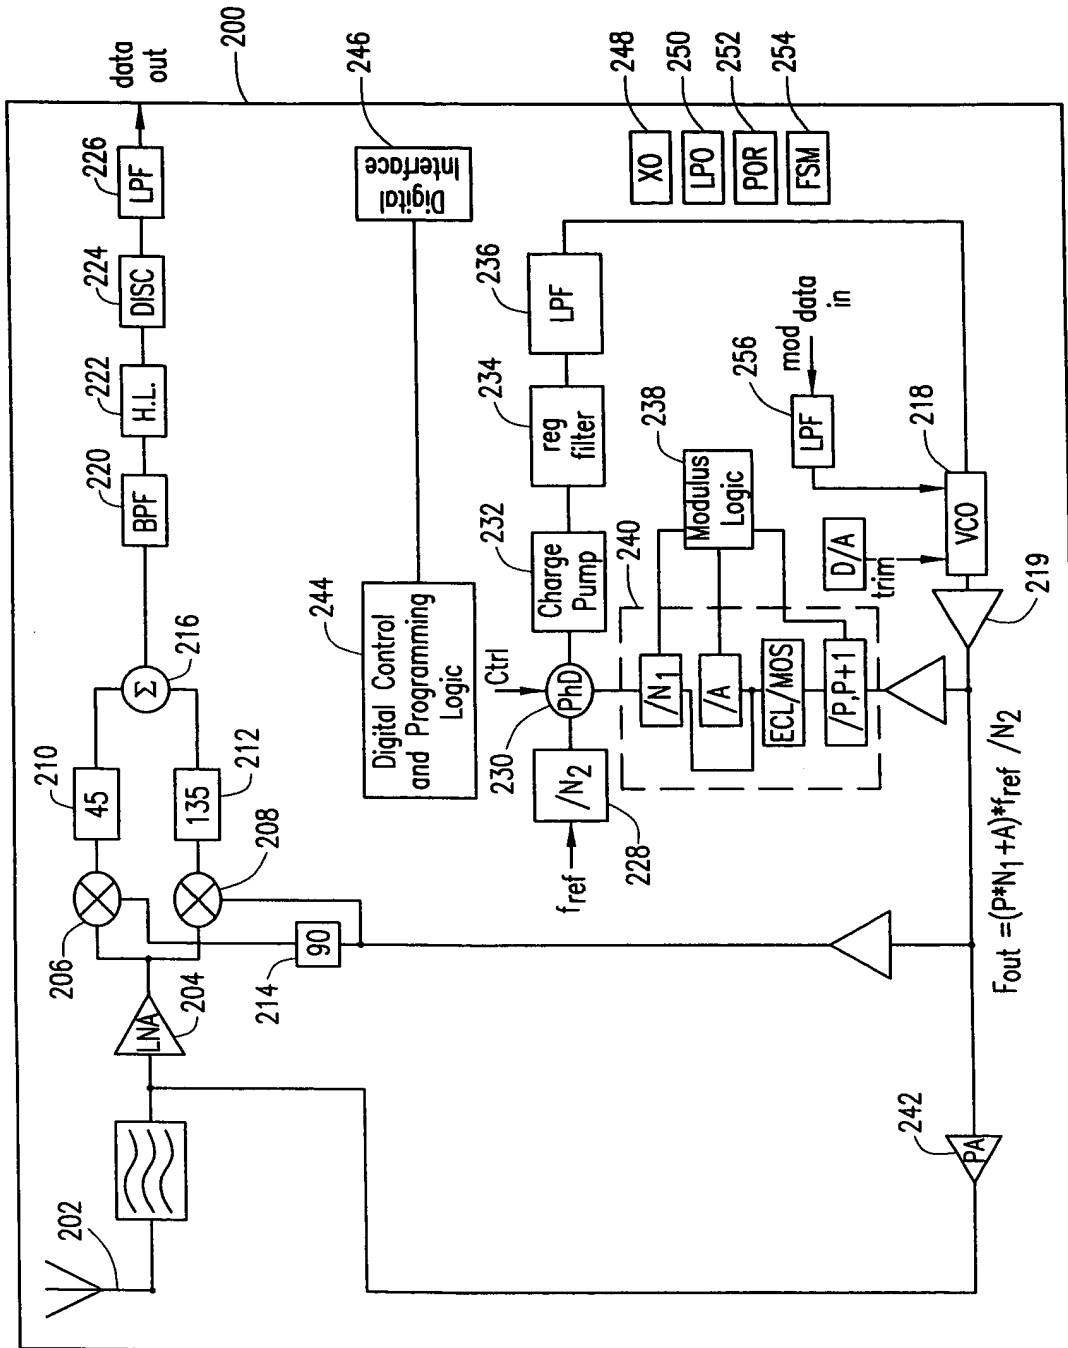 202
LNA
204
206
208
210
45
212
135
214
90
216
Σ
220
BPF
222
H.L.
224
DISC
226
LPF
data
out
200
244
Digital Control
and Programming
Logic
246
Digital
Interface
fref
/N2
228
230
PhD
Ctrl
232
Charge
Pump
234
reg
filter
236
LPF
240
/N1
/A
ECL/MOS
/P,P+1
238
Modulus
Logic
XO
248
LPO
250
POR
252
FSM
254
256
LPF
mod data
in
D/A
trim
VCO
218
219
242
PA
Fout =(P*N1+A)*fref /N2